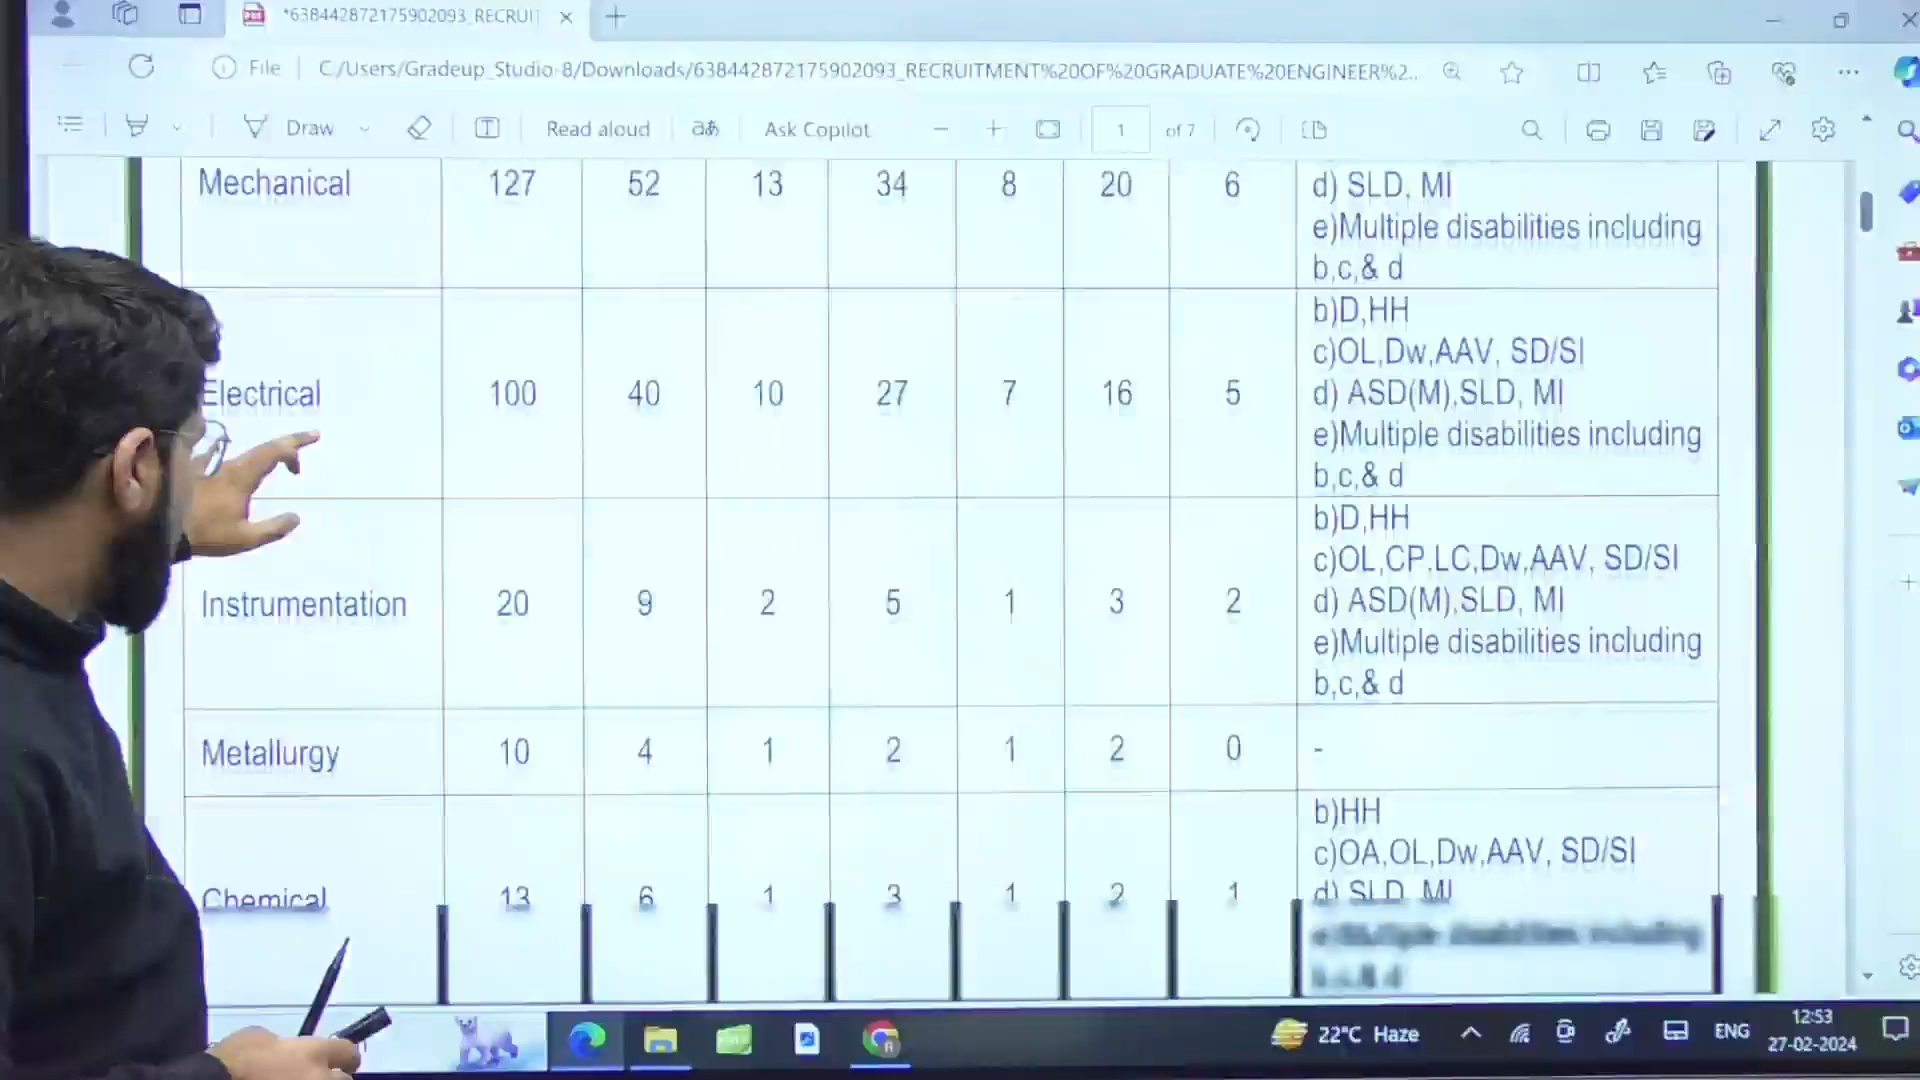 *638442872175902093_RECRUIT
File C:/Users/Gradeup_Studio-8/Downloads/638442872175902093_RECRUITMENT%20OF%20GRADUATE%20ENGINEER%2...
Draw Read aloud aあ Ask Copilot 1 of 7
Mechanical 127 52 13 34 8 20 6 d) SLD, MI
e)Multiple disabilities including
b,c,& d
b)D,HH
c)OL,Dw,AAV, SD/SI
Electrical 100 40 10 27 7 16 5 d) ASD(M),SLD, MI
e)Multiple disabilities including
b,c,& d
b)D,HH
c)OL,CP,LC,Dw,AAV, SD/SI
Instrumentation 20 9 2 5 1 3 2 d) ASD(M),SLD, MI
e)Multiple disabilities including
b,c,& d
Metallurgy 10 4 1 2 1 2 0 -
b)HH
c)OA,OL,Dw,AAV, SD/SI
Chemical 13 6 1 3 1 2 1 d) SLD, MI
e)Multiple disabilities including
b,c,& d
22°C Haze ENG 12:53
27-02-2024